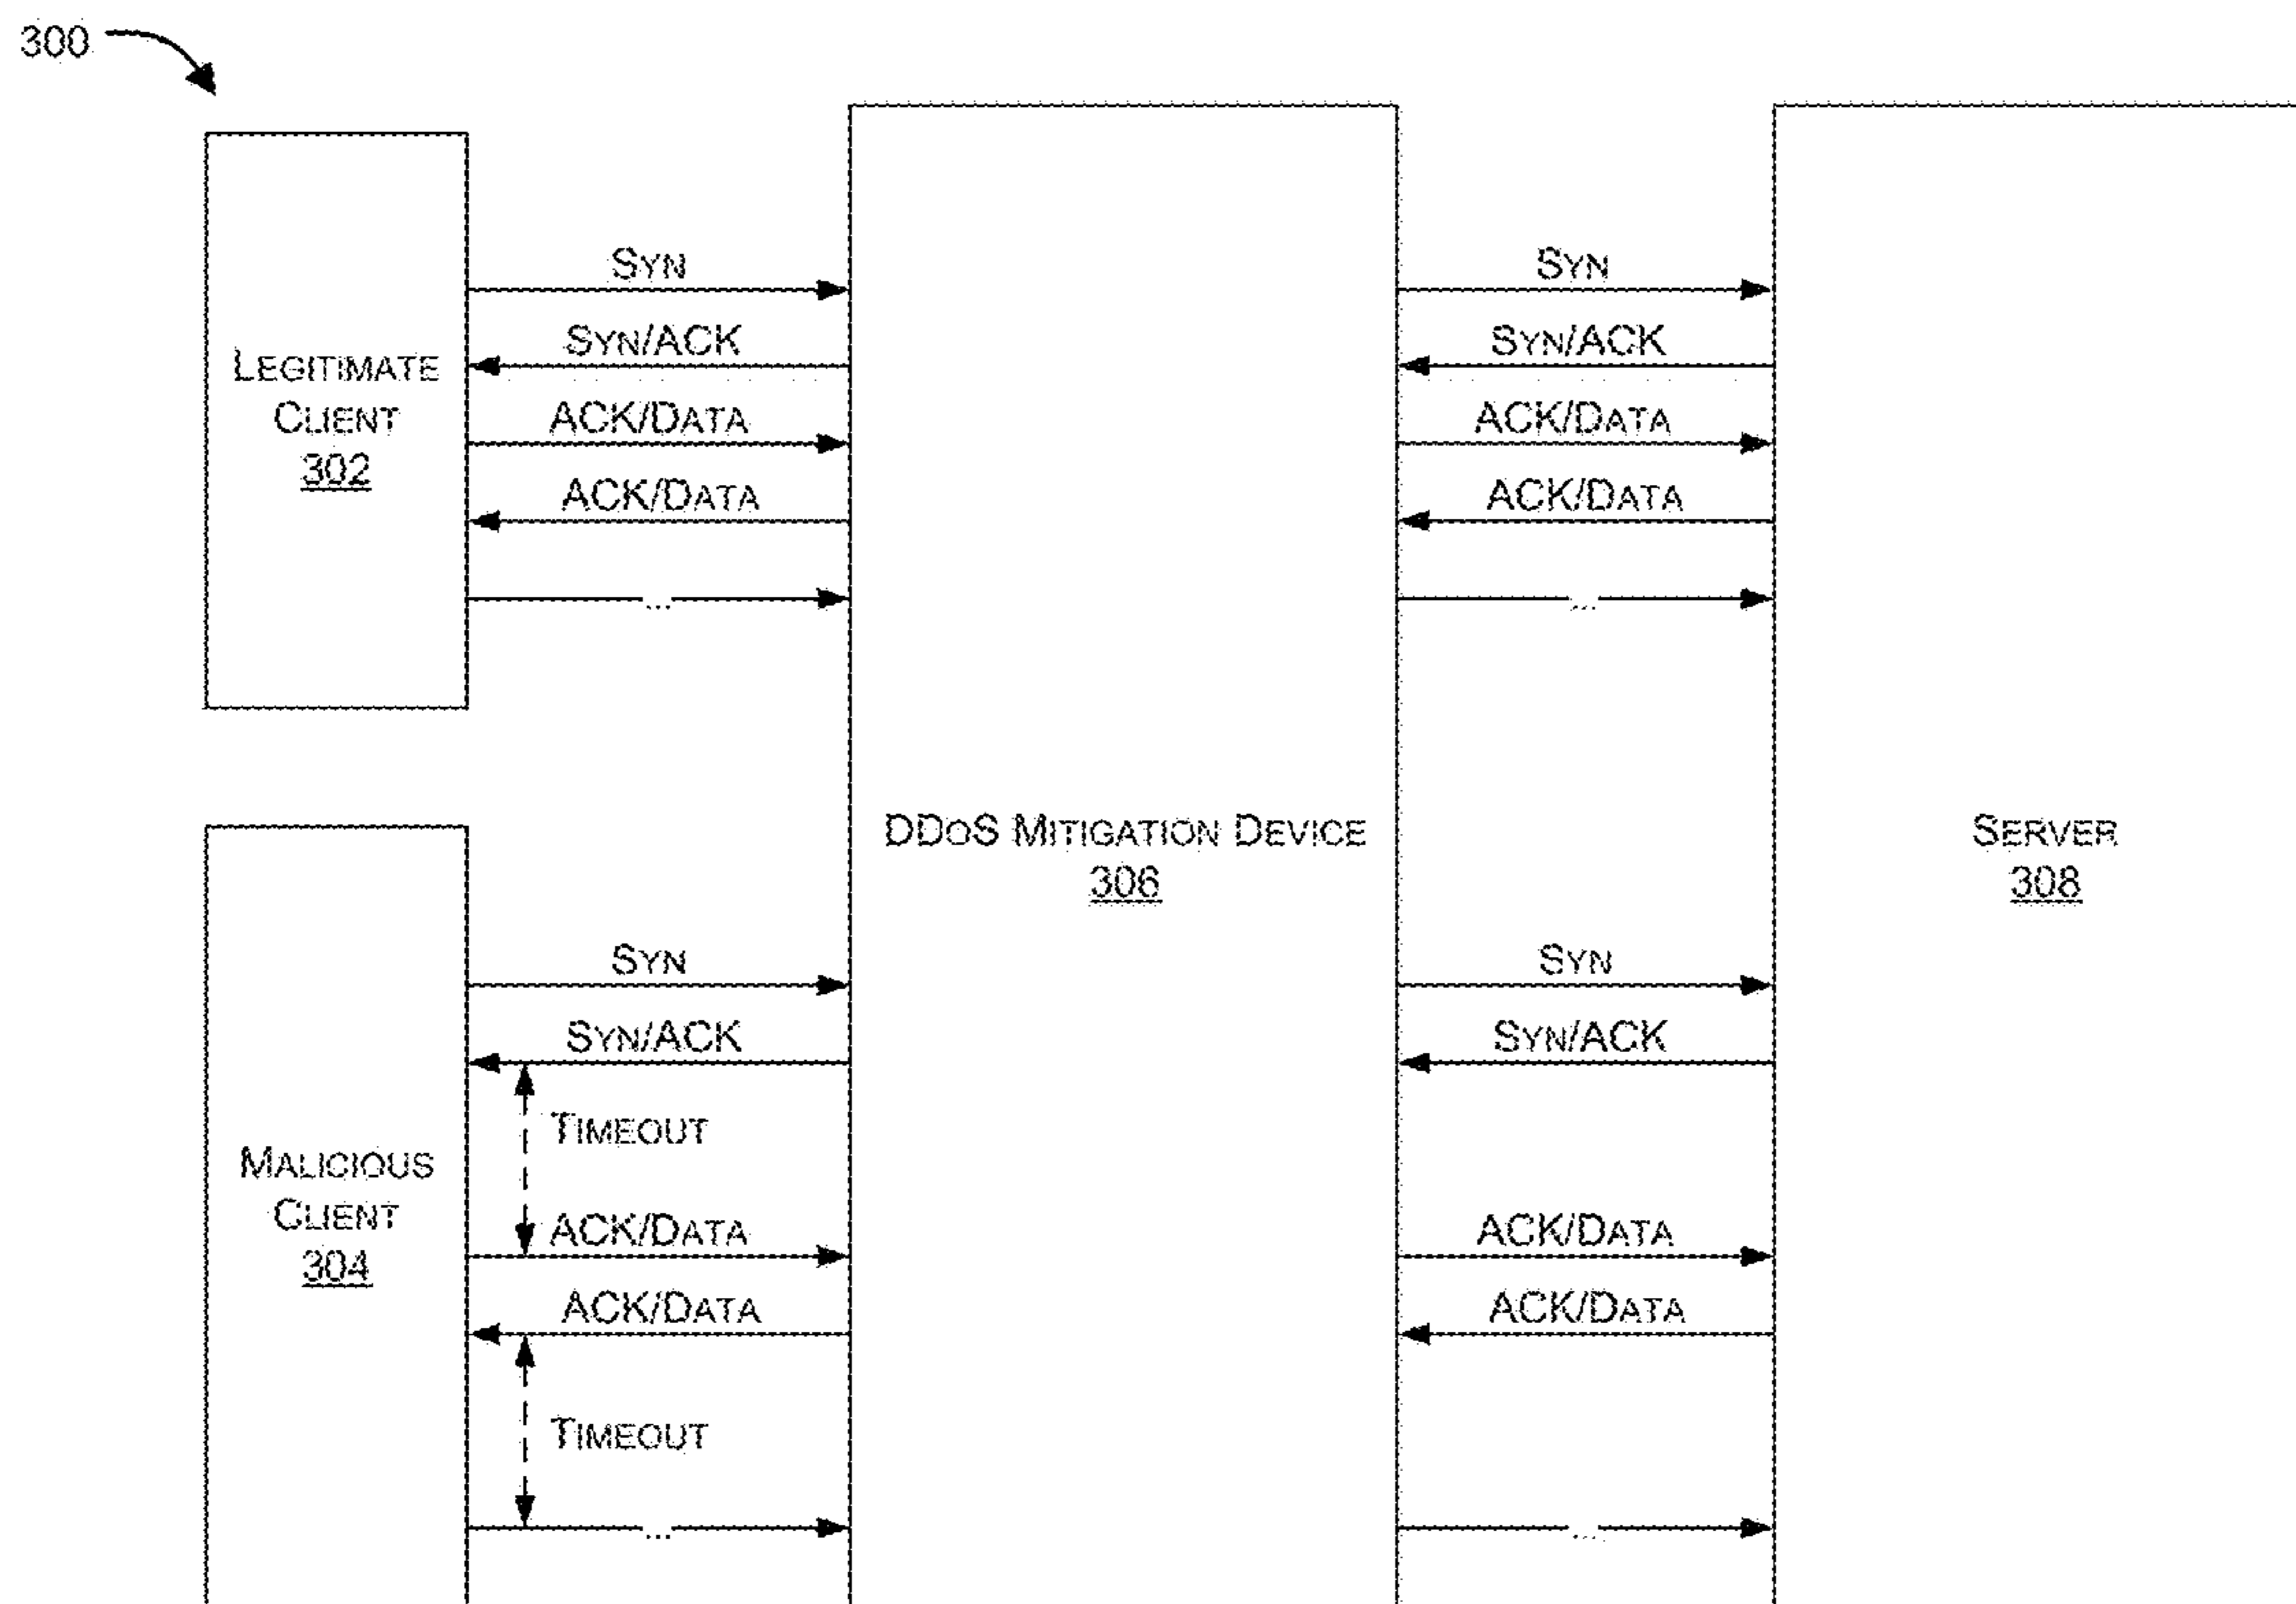 300
SYN SYN
SYN/ACK SYN/ACK
LEGITIMATE
CLIENT
302
ACK/DATA ACK/DATA
ACK/DATA ACK/DATA
... ...
DDOS MITIGATION DEVICE
306
SERVER
308
SYN SYN
SYN/ACK SYN/ACK
TIMEOUT
MALICIOUS
CLIENT
304
ACK/DATA ACK/DATA
ACK/DATA ACK/DATA
TIMEOUT
... ...